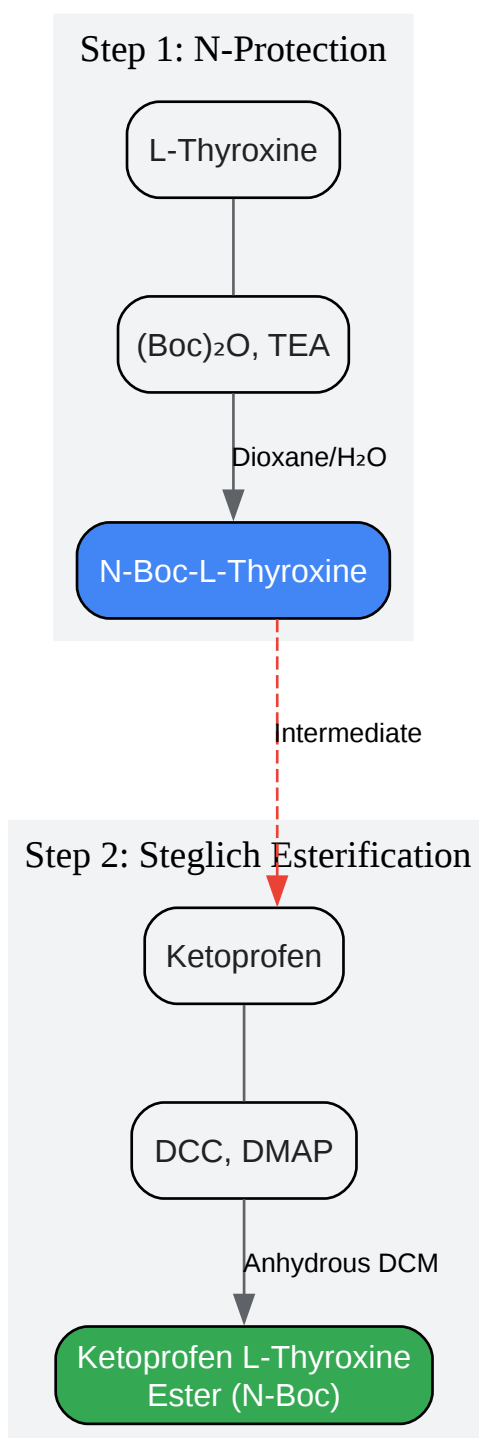 Step 1: N-Protection
L-Thyroxine
(Boc)₂O, TEA
Dioxane/H₂O
N-Boc-L-Thyroxine
Intermediate
Step 2: Steglich Esterification
Ketoprofen
DCC, DMAP
Anhydrous DCM
Ketoprofen L-Thyroxine
Ester (N-Boc)